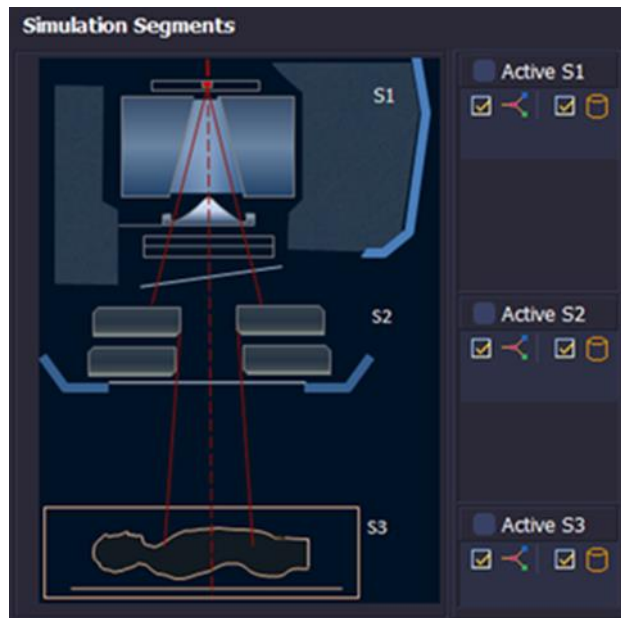 Simulation Segments
S1
Active S1
S2
Active S2
S3
Active S3